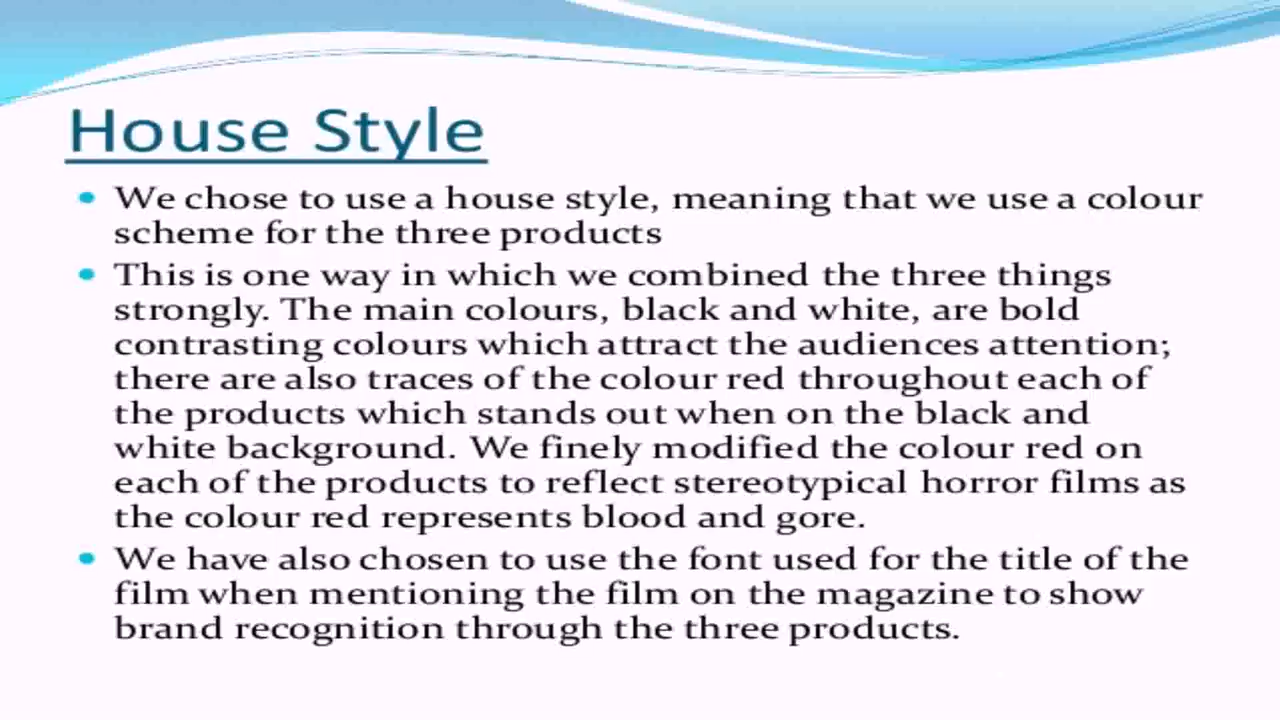 House Style
• We chose to use a house style, meaning that we use a colour
scheme for the three products
• This is one way in which we combined the three things
strongly. The main colours, black and white, are bold
contrasting colours which attract the audiences attention;
there are also traces of the colour red throughout each of
the products which stands out when on the black and
white background. We finely modified the colour red on
each of the products to reflect stereotypical horror films as
the colour red represents blood and gore.
• We have also chosen to use the font used for the title of the
film when mentioning the film on the magazine to show
brand recognition through the three products.